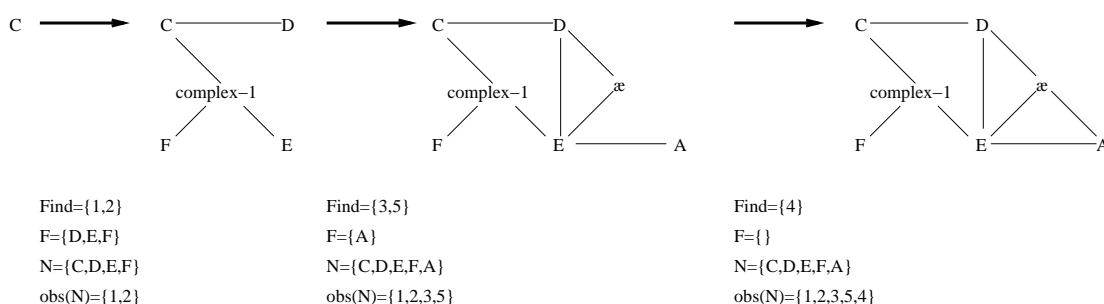 C C D C D C D
complex−1 complex−1 æ complex−1 æ
F E F E A F E A
Find={1,2} Find={3,5} Find={4}
F={D,E,F} F={A} F={}
N={C,D,E,F} N={C,D,E,F,A} N={C,D,E,F,A}
obs(N)={1,2} obs(N)={1,2,3,5} obs(N)={1,2,3,5,4}